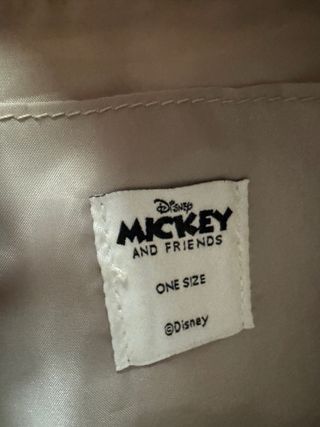 Disney
MICKEY
AND FRIENDS
ONE SIZE
©Disney